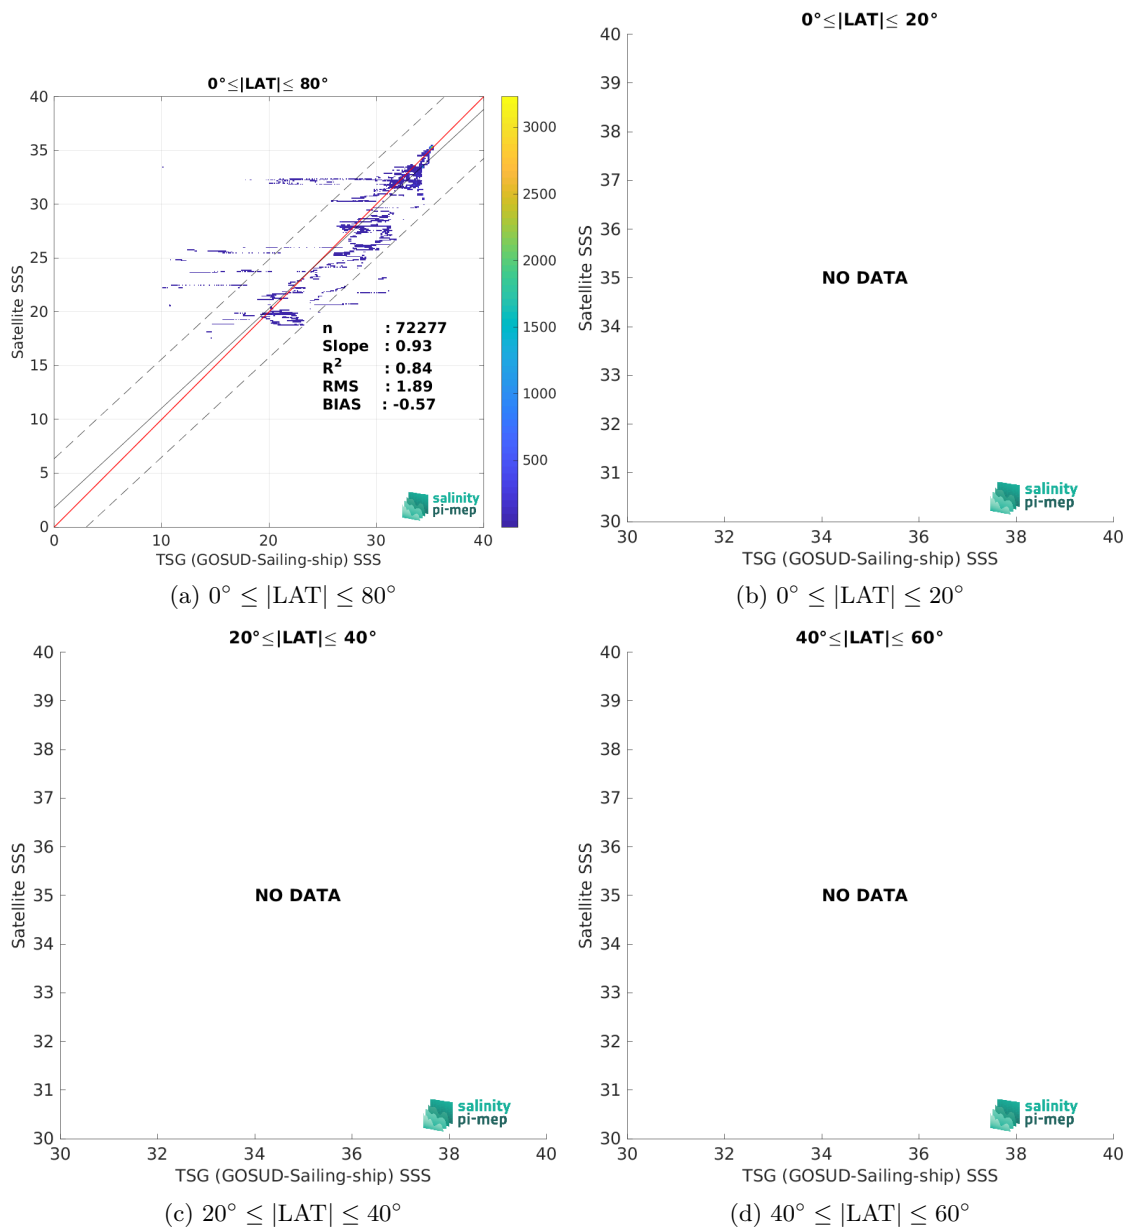 0°≤|LAT|≤ 80°
40
35
30
25
20
15
10
5
0
0
10
20
30
40
Satellite SSS
TSG (GOSUD-Sailing-ship) SSS
n : 72277
Slope : 0.93
R² : 0.84
RMS : 1.89
BIAS : -0.57
salinity
pi-mep
3000
2500
2000
1500
1000
500
(a) 0° ≤ |LAT| ≤ 80°
0°≤|LAT|≤ 20°
40
39
38
37
36
35
34
33
32
31
30
30
32
34
36
38
40
Satellite SSS
TSG (GOSUD-Sailing-ship) SSS
NO DATA
salinity
pi-mep
(b) 0° ≤ |LAT| ≤ 20°
20°≤|LAT|≤ 40°
40
39
38
37
36
35
34
33
32
31
30
30
32
34
36
38
40
Satellite SSS
TSG (GOSUD-Sailing-ship) SSS
NO DATA
salinity
pi-mep
(c) 20° ≤ |LAT| ≤ 40°
40°≤|LAT|≤ 60°
40
39
38
37
36
35
34
33
32
31
30
30
32
34
36
38
40
Satellite SSS
TSG (GOSUD-Sailing-ship) SSS
NO DATA
salinity
pi-mep
(d) 40° ≤ |LAT| ≤ 60°